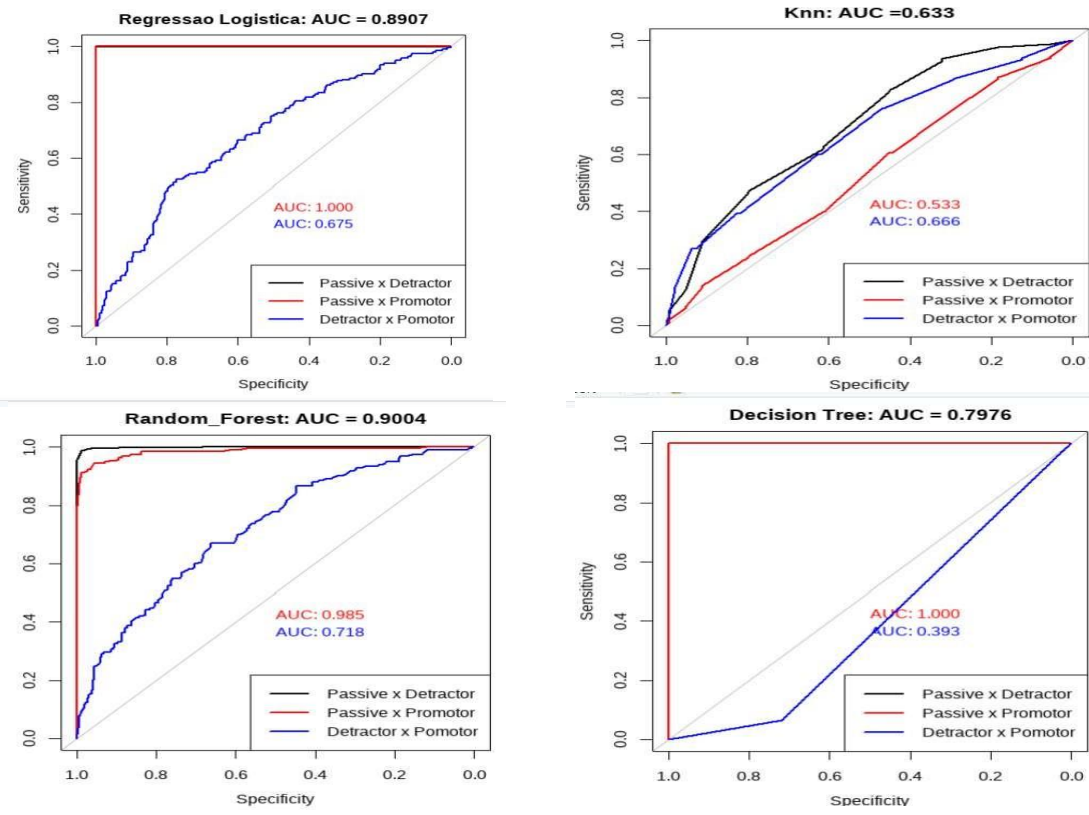 Regressao Logistica: AUC = 0.8907
Sensitivity
1.0
0.8
0.6
0.4
0.2
0.0
AUC: 1.000
AUC: 0.675
Passive x Detractor
Passive x Promotor
Detractor x Pomotor
1.0 0.8 0.6 0.4 0.2 0.0
Specificity
Knn: AUC =0.633
Sensitivity
1.0
0.8
0.6
0.4
0.2
0.0
AUC: 0.533
AUC: 0.666
Passive x Detractor
Passive x Promotor
Detractor x Pomotor
1.0 0.8 0.6 0.4 0.2 0.0
Specificity
Random_Forest: AUC = 0.9004
1.0
0.8
0.6
0.4
0.2
0.0
AUC: 0.985
AUC: 0.718
Passive x Detractor
Passive x Promotor
Detractor x Pomotor
1.0 0.8 0.6 0.4 0.2 0.0
Specificity
Decision Tree: AUC = 0.7976
Sensitivity
1.0
0.8
0.6
0.4
0.2
0.0
AUC: 1.000
AUC: 0.393
Passive x Detractor
Passive x Promotor
Detractor x Pomotor
1.0 0.8 0.6 0.4 0.2 0.0
Specificity